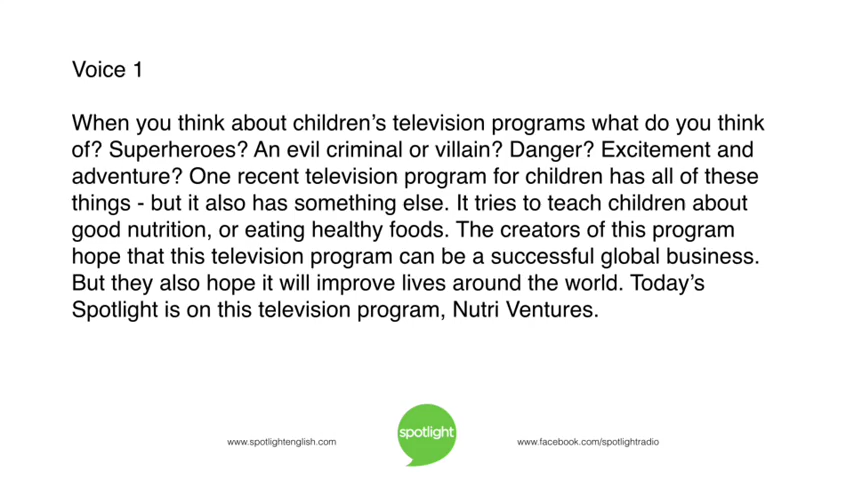 Voice 1
When you think about children’s television programs what do you think
of? Superheroes? An evil criminal or villain? Danger? Excitement and
adventure? One recent television program for children has all of these
things - but it also has something else. It tries to teach children about
good nutrition, or eating healthy foods. The creators of this program
hope that this television program can be a successful global business.
But they also hope it will improve lives around the world. Today’s
Spotlight is on this television program, Nutri Ventures.
www.spotlightenglish.com
spotlight
www.facebook.com/spotlightradio